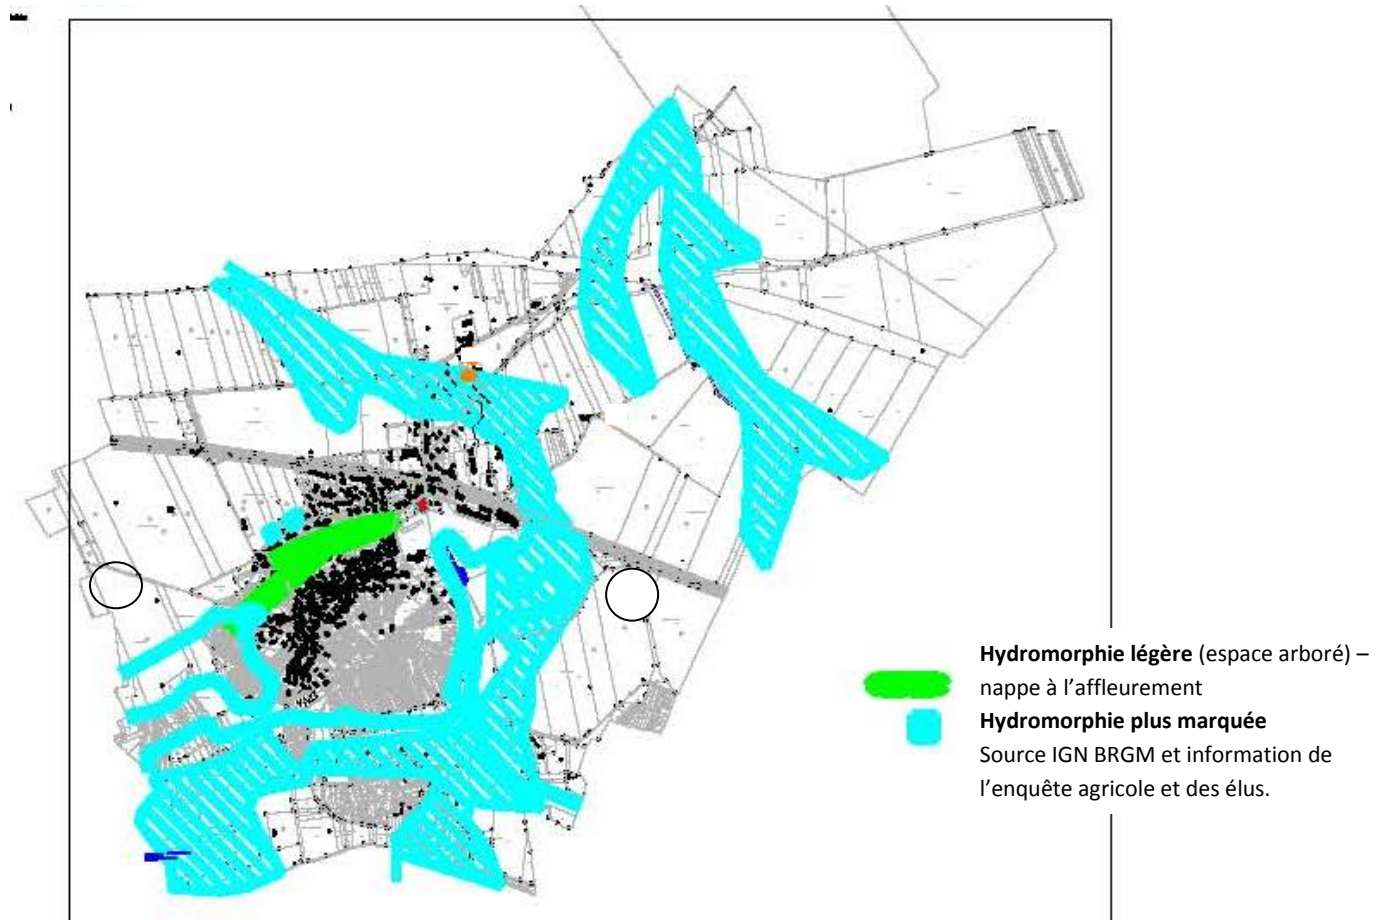 Hydromorphie légère (espace arboré) –
nappe à l’affleurement
Hydromorphie plus marquée
Source IGN BRGM et information de
l’enquête agricole et des élus.